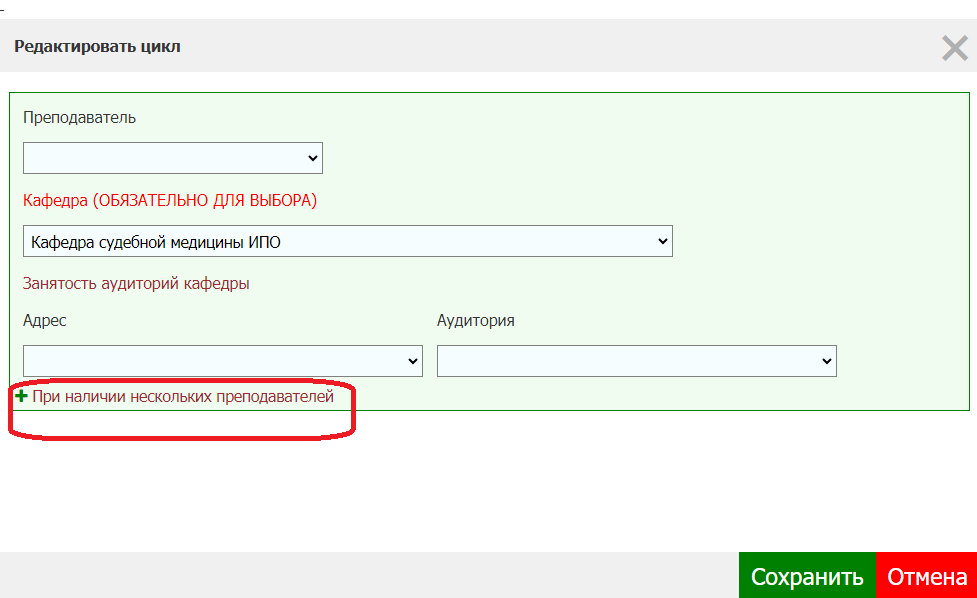 Редактировать цикл
Преподаватель
Кафедра (ОБЯЗАТЕЛЬНО ДЛЯ ВЫБОРА)
Кафедра судебной медицины ИПО
Занятость аудиторий кафедры
Адрес Аудитория
При наличии нескольких преподавателей
Сохранить Отмена